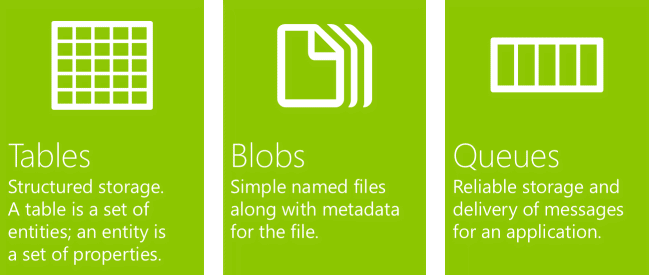 Tables
Structured storage.
A table is a set of
entities; an entity is
a set of properties.
Blobs
Simple named files
along with metadata
for the file.
Queues
Reliable storage and
delivery of messages
for an application.